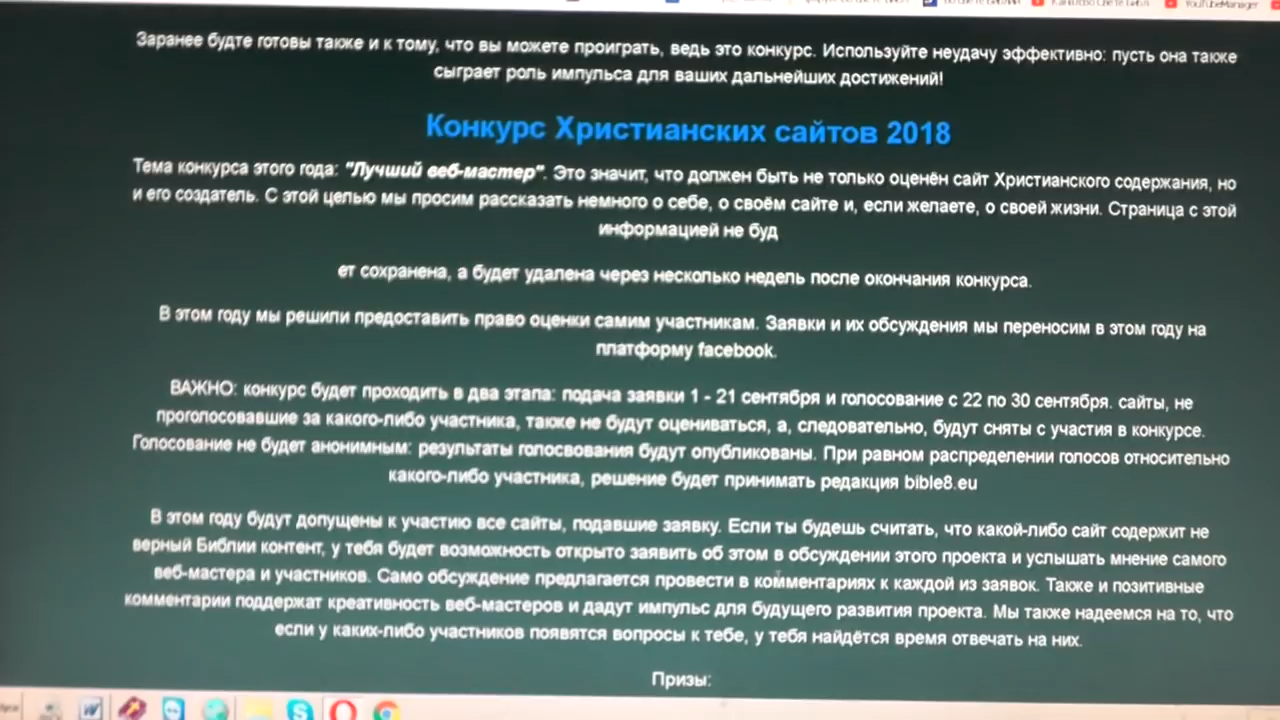 YouTubeManager
Заранее будте готовы также и к тому, что вы можете проиграть, ведь это конкурс. Используйте неудачу эффективно: пусть она также
сыграет роль импульса для ваших дальнейших достижений!
Конкурс Христианских сайтов 2018
Тема конкурса этого года: "Лучший веб-мастер". Это значит, что должен быть не только оценён сайт Христианского содержания, но
и его создатель. С этой целью мы просим рассказать немного о себе, о своём сайте и, если желаете, о своей жизни. Страница с этой
информацией не буд
ет сохранена, а будет удалена через несколько недель после окончания конкурса.
В этом году мы решили предоставить право оценки самим участникам. Заявки и их обсуждения мы переносим в этом году на
платформу facebook.
ВАЖНО: конкурс будет проходить в два этапа: подача заявки 1 - 21 сентября и голосование с 22 по 30 сентября. сайты, не
проголосовавшие за какого-либо участника, также не будут оцениваться, а, следовательно, будут сняты с участия в конкурсе.
Голосование не будет анонимным: результаты голосвования будут опубликованы. При равном распределении голосов относительно
какого-либо участника, решение будет принимать редакция bible8.eu
В этом году будут допущены к участию все сайты, подавшие заявку. Если ты будешь считать, что какой-либо сайт содержит не
верный Библии контент, у тебя будет возможность открыто заявить об этом в обсуждении этого проекта и услышать мнение самого
веб-мастера и участников. Само обсуждение предлагается провести в комментариях к каждой из заявок. Также и позитивные
комментарии поддержат креативность веб-мастеров и дадут импульс для будущего развития проекта. Мы также надеемся на то, что
если у каких-либо участников появятся вопросы к тебе, у тебя найдётся время отвечать на них.
Призы: